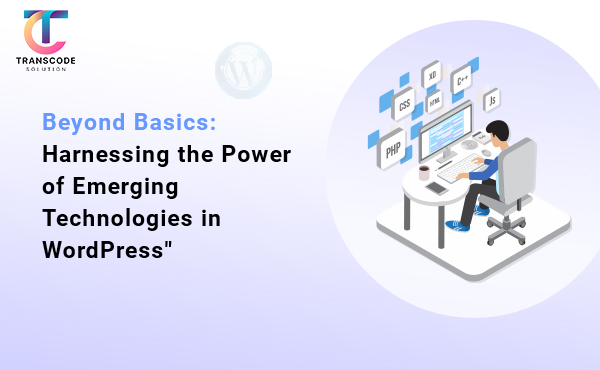 TRANSCODE
SOLUTION
Beyond Basics:
Harnessing the Power
of Emerging
Technologies in
WordPress"
XD
C++
CSS
HTML
Js
PHP